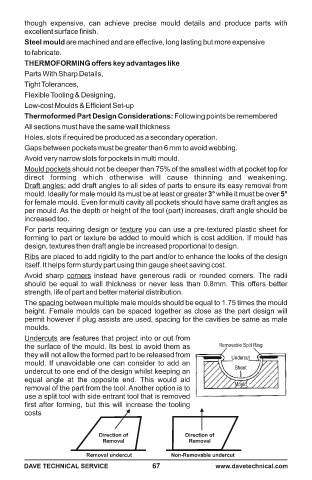 though expensive, can achieve precise mould details and produce parts with
excellent surface finish.
Steel mould are machined and are effective, long lasting but more expensive
to fabricate.
THERMOFORMING offers key advantages like
Parts With Sharp Details,
Tight Tolerances,
Flexible Tooling & Designing,
Low-cost Moulds & Efficient Set-up
Thermoformed Part Design Considerations: Following points be remembered
All sections must have the same wall thickness
Holes, slots if required be produced as a secondary operation.
Gaps between pockets must be greater than 6 mm to avoid webbing.
Avoid very narrow slots for pockets in multi mould.
Mould pockets should not be deeper than 75% of the smallest width at pocket top for
direct forming which otherwise will cause thinning and weakening.
Draft angles: add draft angles to all sides of parts to ensure its easy removal from
mould. Ideally for male mould its must be at least or greater 3° while it must be over 5°
for female mould. Even for multi cavity all pockets should have same draft angles as
per mould. As the depth or height of the tool (part) increases, draft angle should be
increased too.
For parts requiring design or texture you can use a pre-textured plastic sheet for
forming to part or texture be added to mould which is cost addition. If mould has
design, textures then draft angle be increased proportional to design.
Ribs are placed to add rigidity to the part and/or to enhance the looks of the design
itself. It helps form sturdy part using thin gauge sheet saving cost.
Avoid sharp corners instead have generous radii or rounded corners. The radii
should be equal to wall thickness or never less than 0.8mm. This offers better
strength, life of part and better material distribution.
The spacing between multiple male moulds should be equal to 1.75 times the mould
height. Female moulds can be spaced together as close as the part design will
permit however if plug assists are used, spacing for the cavities be same as male
moulds.
Undercuts are features that project into or out from
the surface of the mould. Its best to avoid them as
they will not allow the formed part to be released from
mould. If unavoidable one can consider to add an
undercut to one end of the design whilst keeping an
equal angle at the opposite end. This would aid
removal of the part from the tool. Another option is to
use a split tool with side entrant tool that is removed
first after forming, but this will increase the tooling
costs
Removable Split Ring
Undercut
Sheet
Mould
Direction of
Removal
Direction of
Removal
Removal undercut
Non-Removable undercut
DAVE TECHNICAL SERVICE 67 www.davetechnical.com